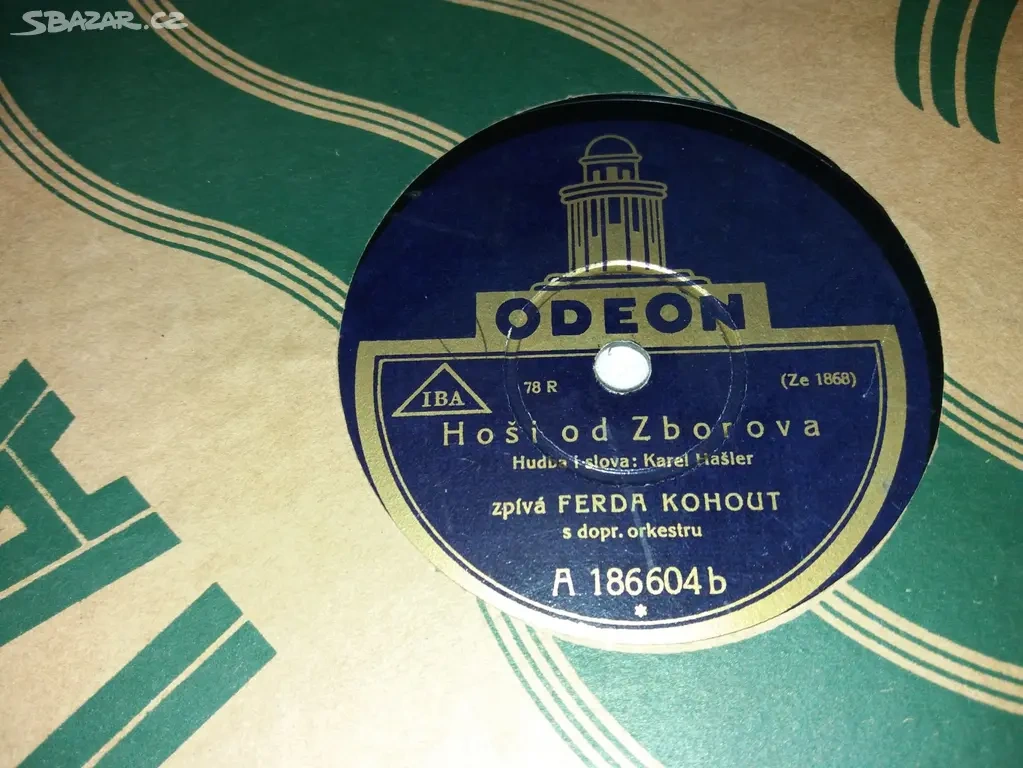 SBAZAR.CZ
ODEON
IBA
78 R
(Ze 1868)
Hoši od Zborova
Hudba i slova: Karel Hašler
zpívá FERDA KOHOUT
s dopr. orkestru
A 186604 b